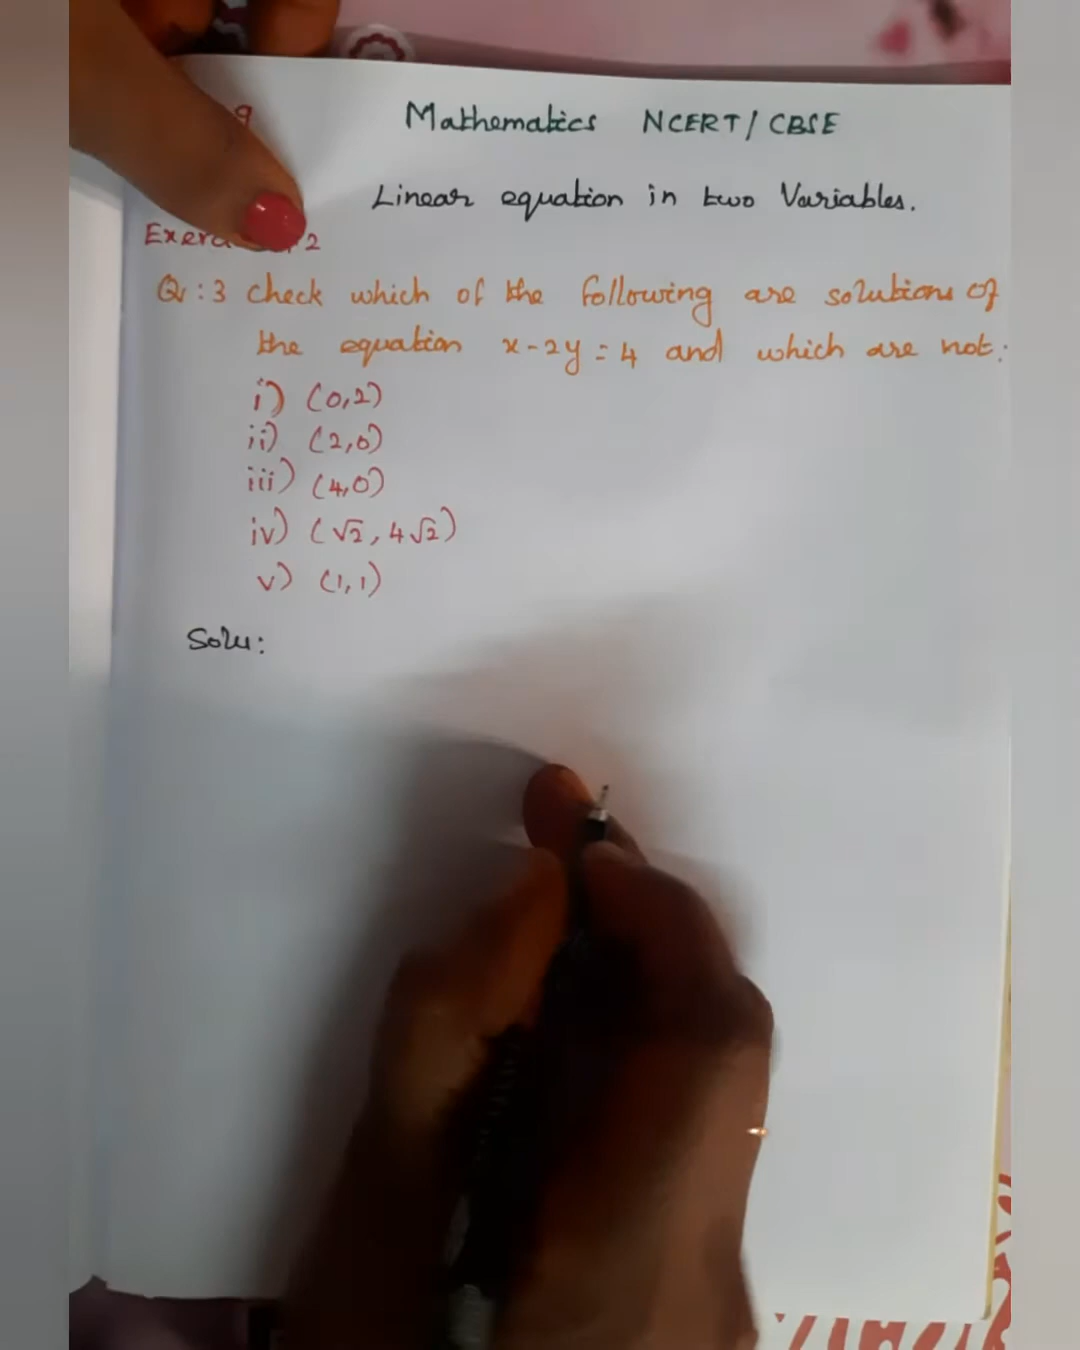 9
Mathematics NCERT / CBSE
Linear equation in two Variables.
2
Q: 3 check which of the following are solutions of
the equation x-2y=4 and which are not:
i) (0,2)
ii) (2,0)
iii) (4,0)
iv) (√2, 4√2)
v) (1,1)
Solu: